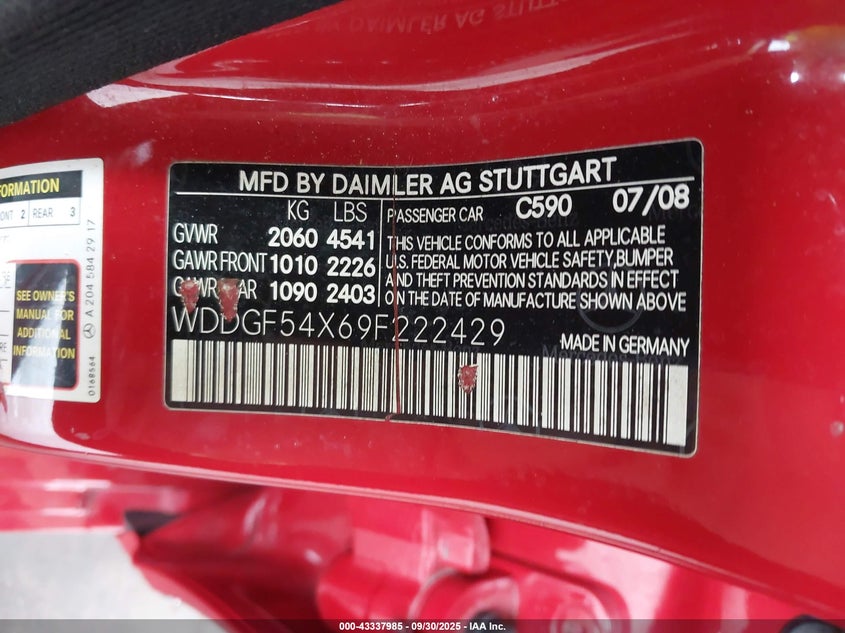 MFD BY DAIMLER AG STUTTGART
KG LBS
GVWR 2060 4541
GAWR FRONT 1010 2226
1090 2403
PASSENGER CAR C590 07/08
THIS VEHICLE CONFORMS TO ALL APPLICABLE
U.S. FEDERAL MOTOR VEHICLE SAFETY, BUMPER
AND THEFT PREVENTION STANDARDS IN EFFECT
ON THE DATE OF MANUFACTURE SHOWN ABOVE
WDDGF54X69F222429
MADE IN GERMANY
FORMATION
ONT 2 REAR 3
SEE OWNER'S
MANUAL FOR
ADDITIONAL
INFORMATION
0168564
A 204 584 29 17
000-43337985 - 09/30/2025 - IAA Inc.